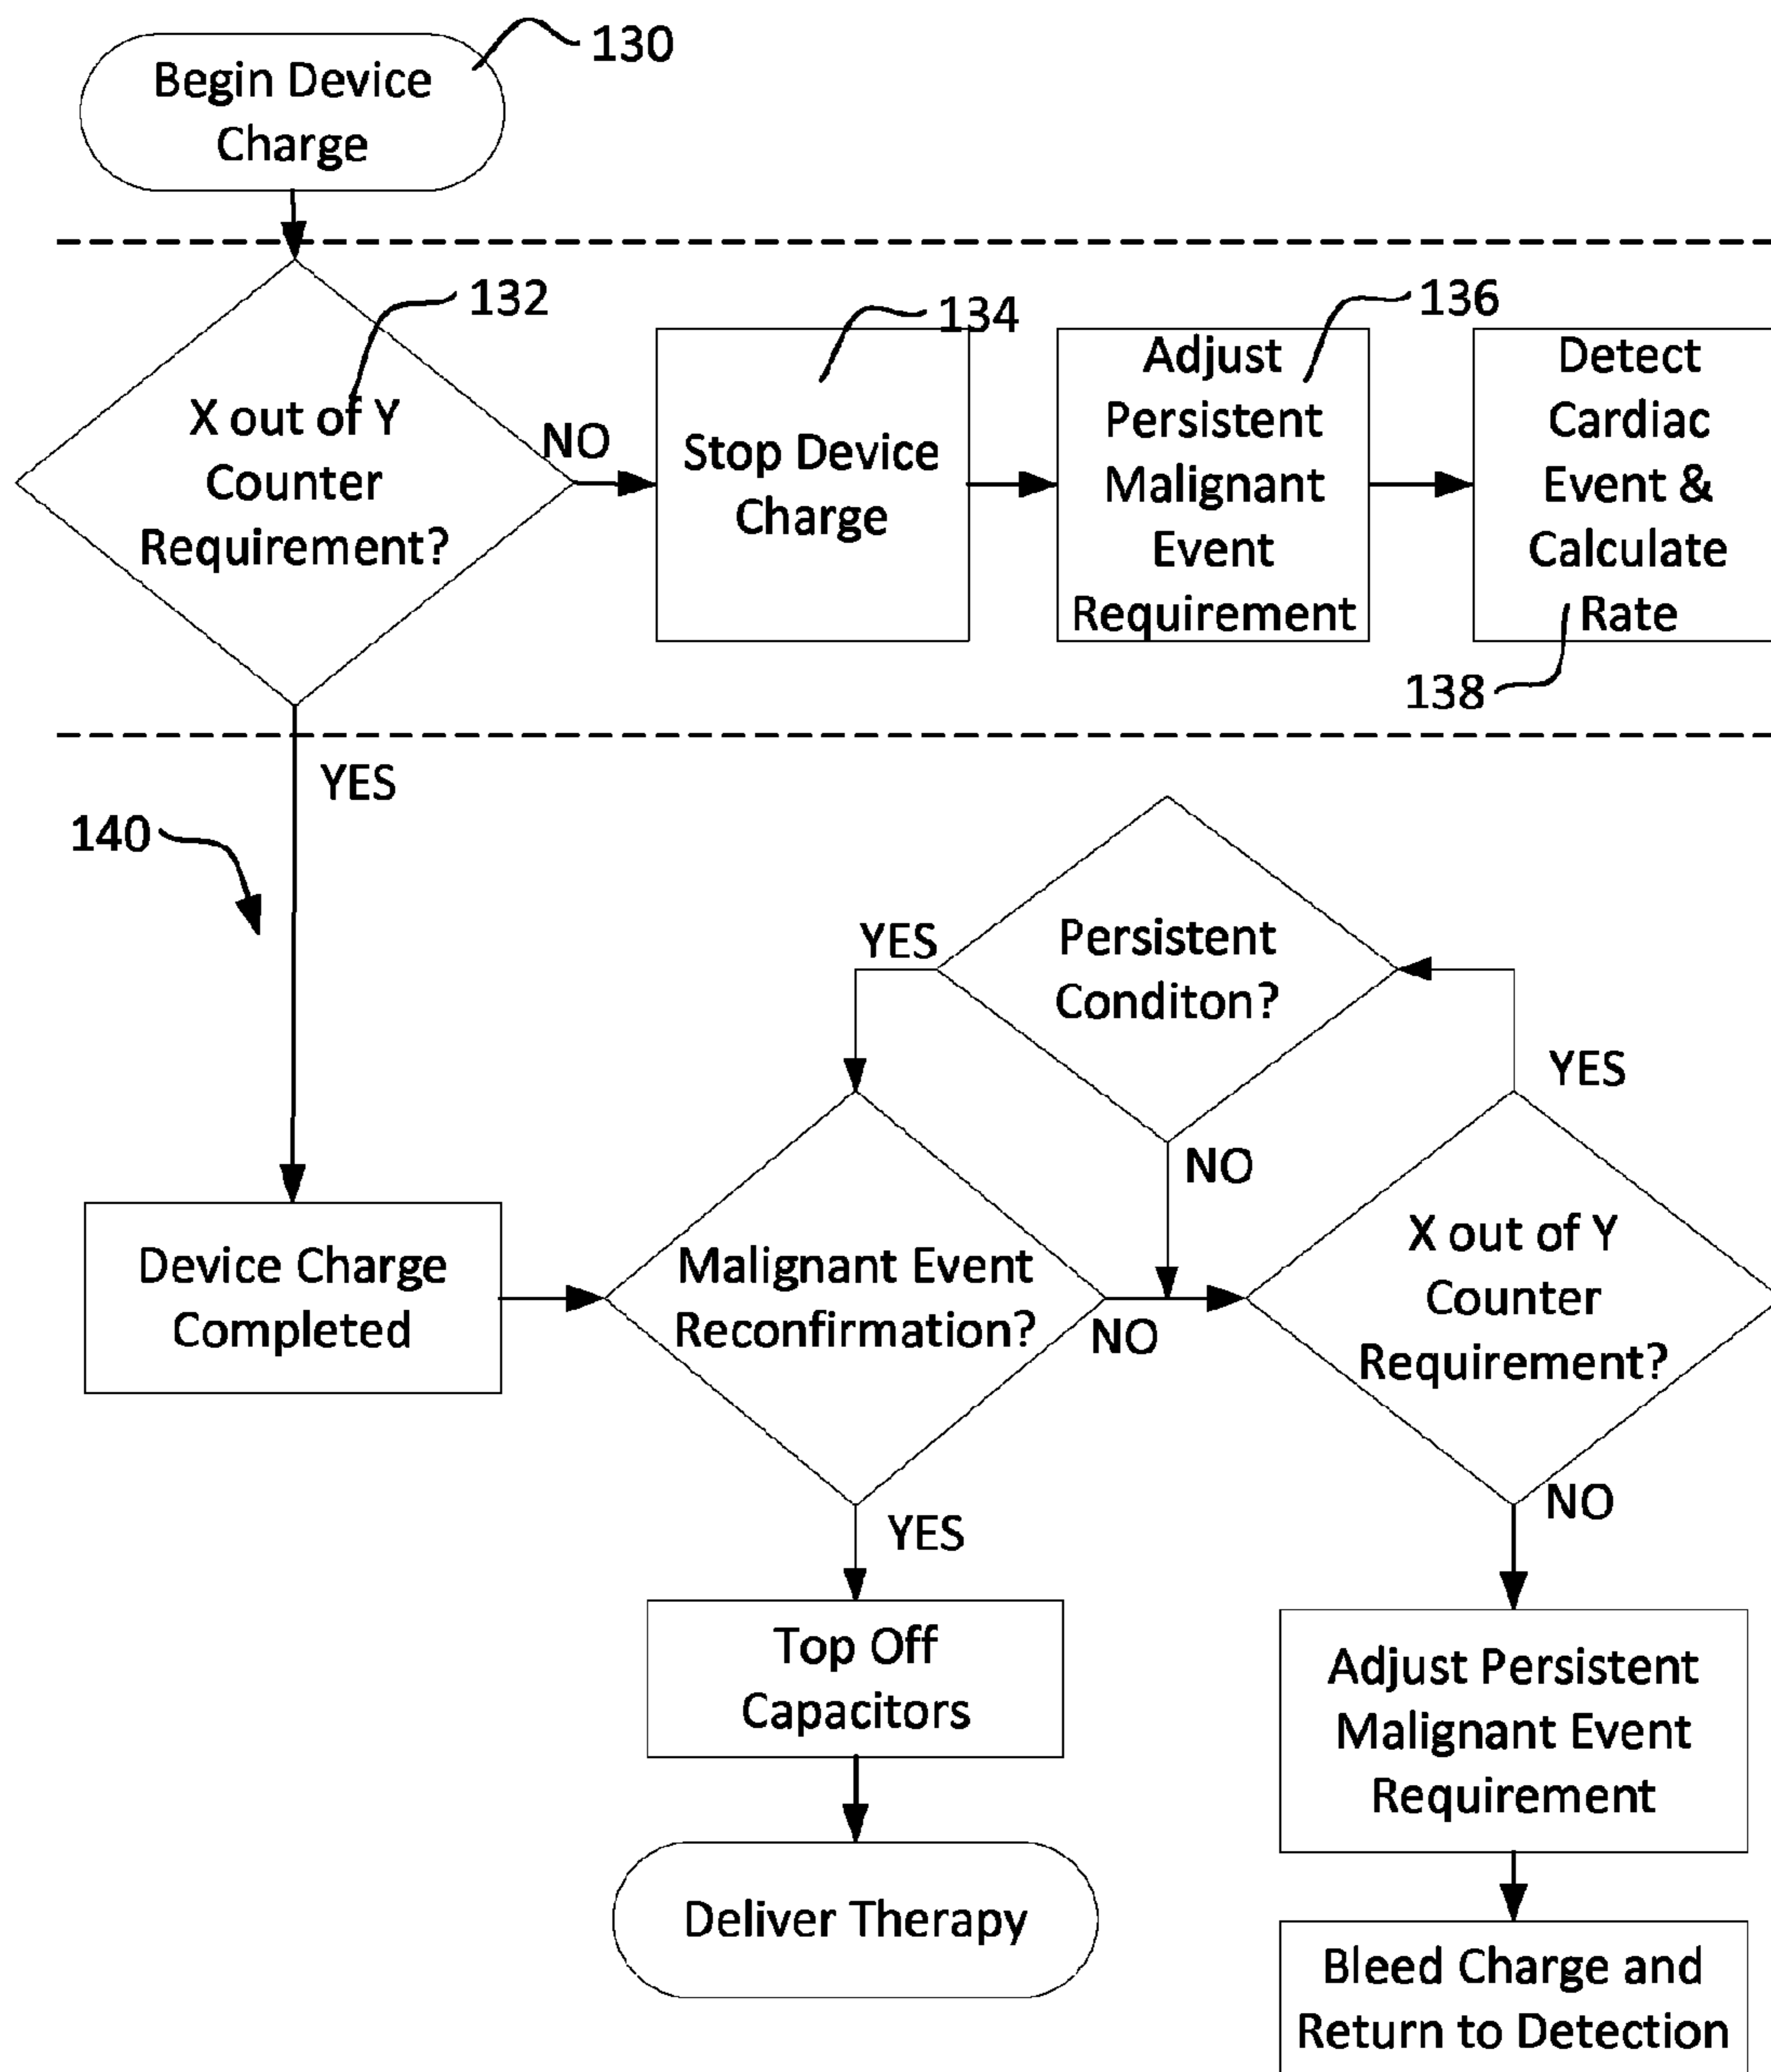 130
Begin Device
Charge
132
134
136
X out of Y
Counter
Requirement?
NO
Stop Device
Charge
Adjust
Persistent
Malignant
Event
Requirement
Detect
Cardiac
Event &
Calculate
Rate
138
YES
140
Persistent
Conditon?
YES
YES
NO
Device Charge
Completed
Malignant Event
Reconfirmation?
NO
X out of Y
Counter
Requirement?
YES
NO
Top Off
Capacitors
Adjust Persistent
Malignant Event
Requirement
Deliver Therapy
Bleed Charge and
Return to Detection